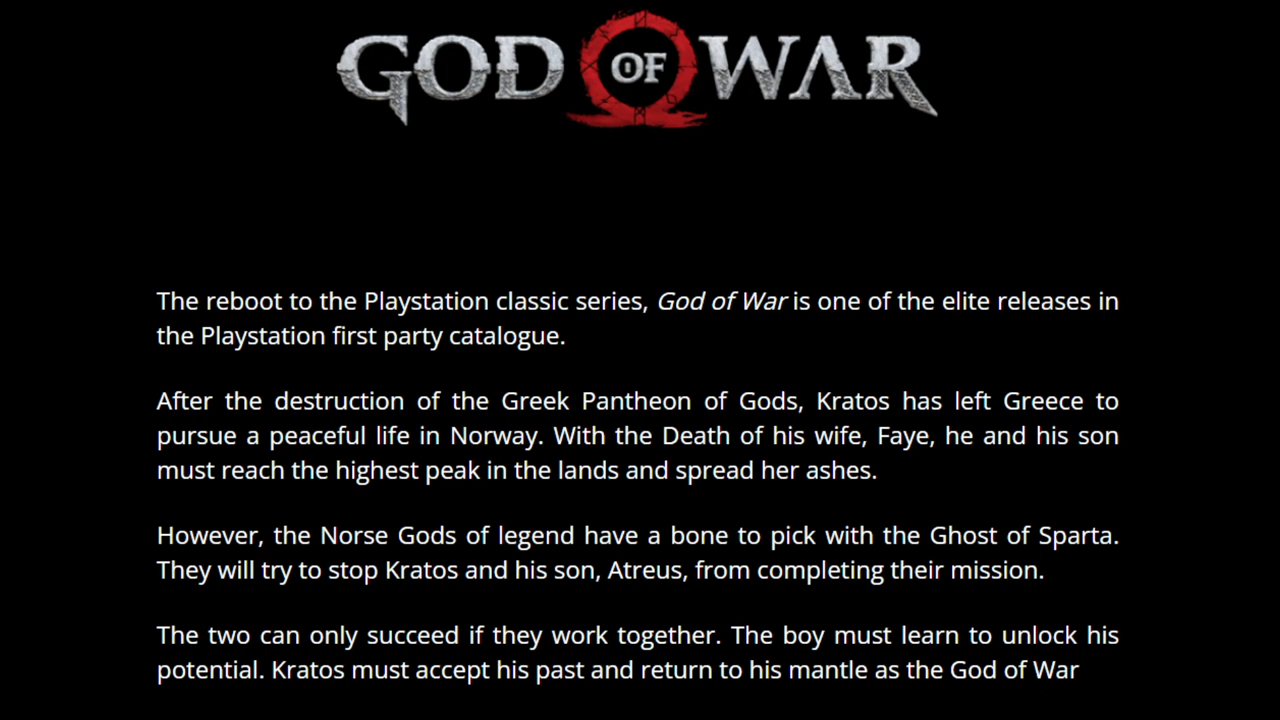 GOD OF WAR
The reboot to the Playstation classic series, God of War is one of the elite releases in
the Playstation first party catalogue.
After the destruction of the Greek Pantheon of Gods, Kratos has left Greece to
pursue a peaceful life in Norway. With the Death of his wife, Faye, he and his son
must reach the highest peak in the lands and spread her ashes.
However, the Norse Gods of legend have a bone to pick with the Ghost of Sparta.
They will try to stop Kratos and his son, Atreus, from completing their mission.
The two can only succeed if they work together. The boy must learn to unlock his
potential. Kratos must accept his past and return to his mantle as the God of War